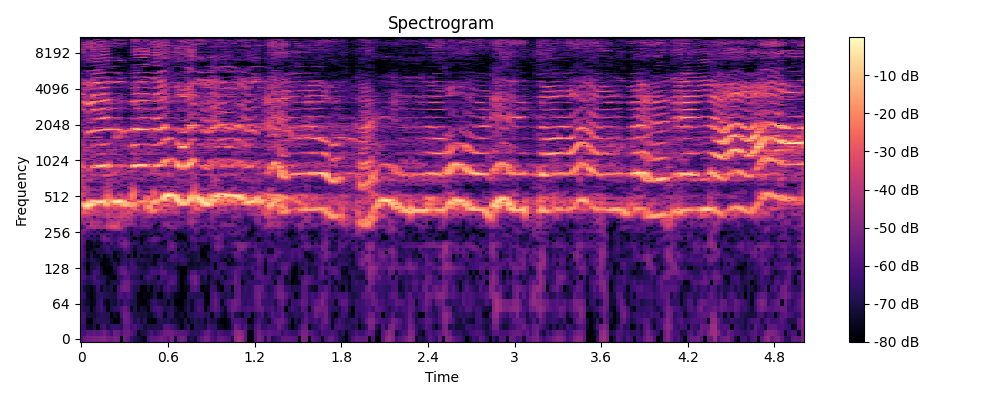 Spectrogram
Frequency
8192
4096
2048
1024
512
256
128
64
0
0 0.6 1.2 1.8 2.4 3 3.6 4.2 4.8
Time
-10 dB
-20 dB
-30 dB
-40 dB
-50 dB
-60 dB
-70 dB
-80 dB